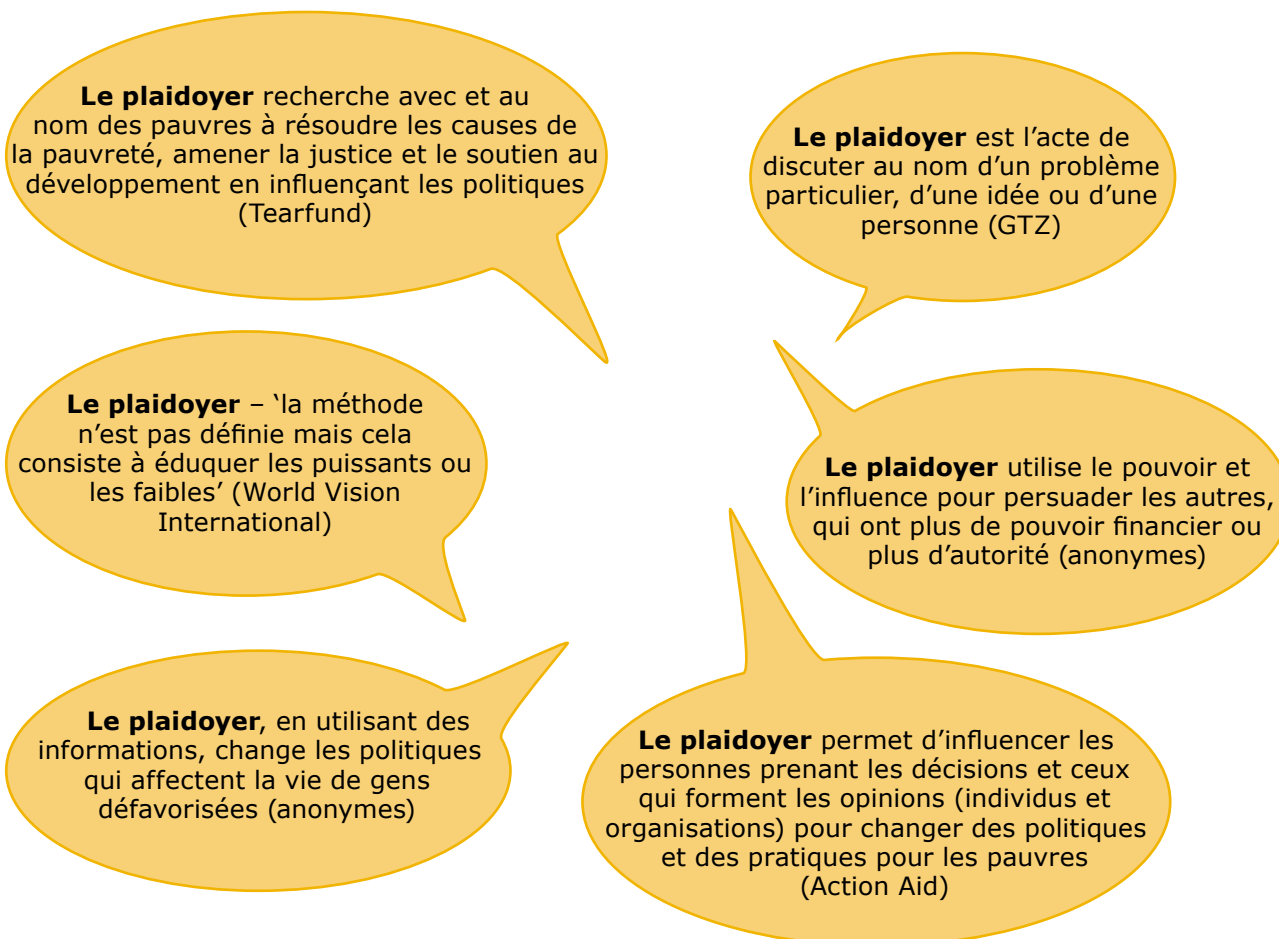 Le plaidoyer recherche avec et au
nom des pauvres à résoudre les causes de
la pauvreté, amener la justice et le soutien au
développement en influençant les politiques
(Tearfund)
Le plaidoyer est l’acte de
discuter au nom d’un problème
particulier, d’une idée ou d’une
personne (GTZ)
Le plaidoyer – ‘la méthode
n’est pas définie mais cela
consiste à éduquer les puissants ou
les faibles’ (World Vision
International)
Le plaidoyer utilise le pouvoir et
l’influence pour persuader les autres,
qui ont plus de pouvoir financier ou
plus d’autorité (anonymes)
Le plaidoyer, en utilisant des
informations, change les politiques
qui affectent la vie de gens
défavorisées (anonymes)
Le plaidoyer permet d’influencer les
personnes prenant les décisions et ceux
qui forment les opinions (individus et
organisations) pour changer des politiques
et des pratiques pour les pauvres
(Action Aid)